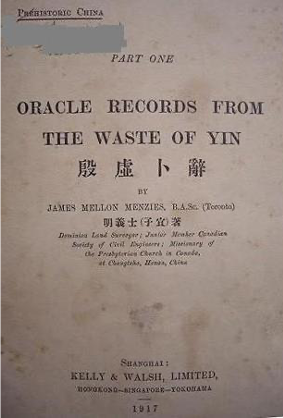 PREHISTORIC CHINA
PART ONE
ORACLE RECORDS FROM
THE WASTE OF YIN
殷虛卜辭
BY
JAMES MELLON MENZIES, B.A.Sc. (Toronto)
明義士(子宜)著
Dominion Land Surveyor; Junior Member Canadian
Society of Civil Engineers; Missionary of
the Presbyterian Church in Canada,
at Changteho, Honan, China
SHANGHAI:
KELLY & WALSH, LIMITED,
HONGKONG—SINGAPORE—YOKOHAMA
1917